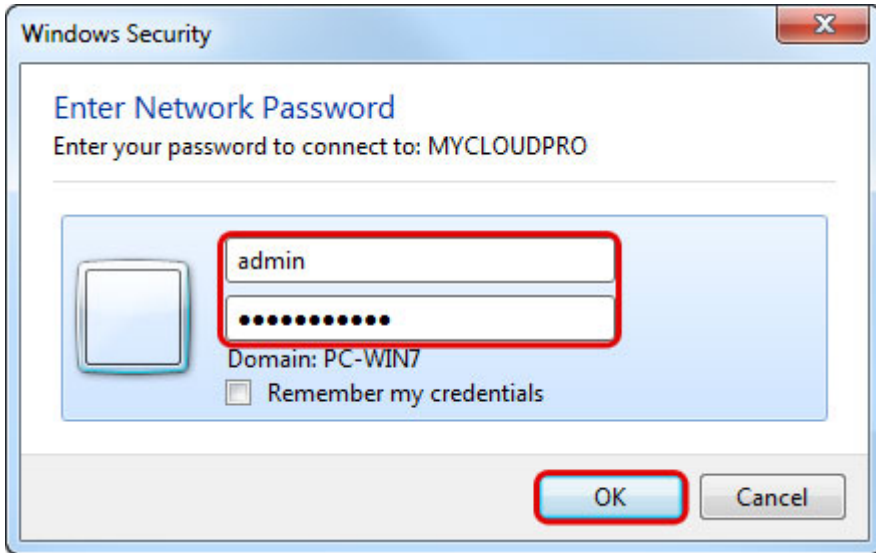 Windows Security
Enter Network Password
Enter your password to connect to: MYCLOUDPRO
admin
●●●●●●●●●●●
Domain: PC-WIN7
Remember my credentials
OK
Cancel